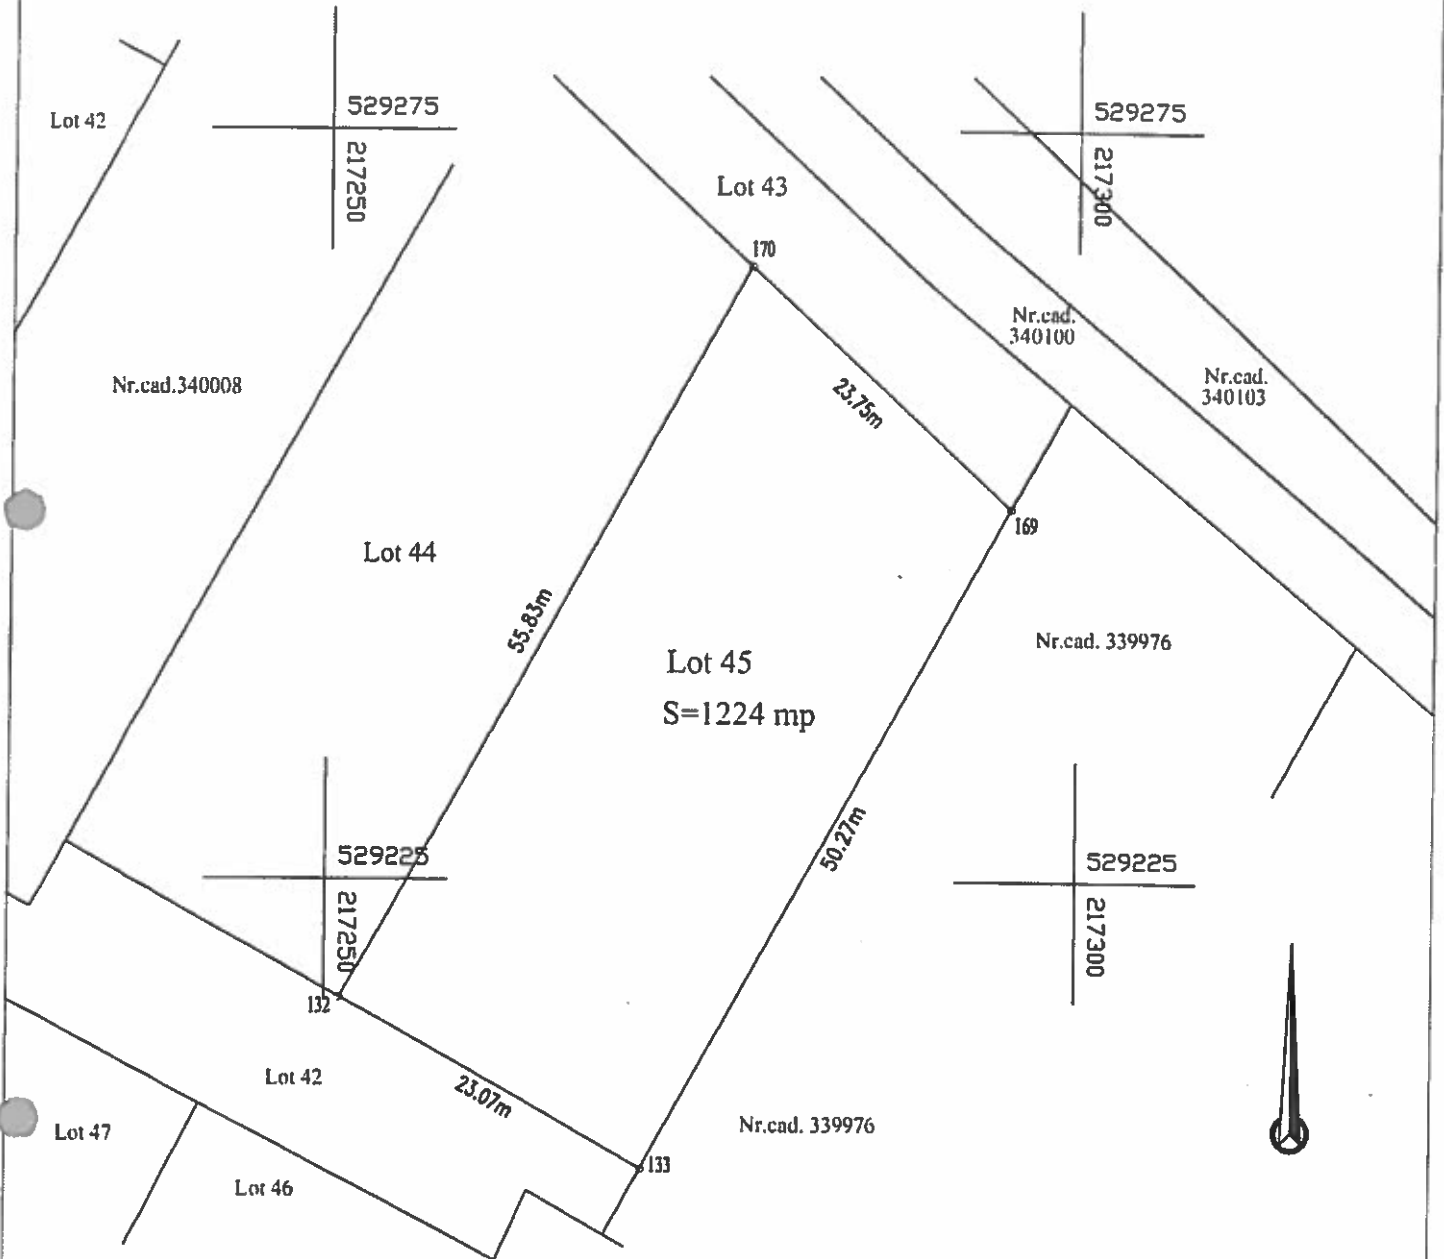 Lot 42
529275
217250
529275
217300
Lot 43
170
Nr.cad.
340100
Nr.cad.
340103
Nr.cad.340008
23.75m
169
Lot 44
55.83m
Nr.cad. 339976
Lot 45
S=1224 mp
50.27m
529225
217250
529225
217300
132
Lot 42
23.07m
Nr.cad. 339976
Lot 47
133
Lot 46